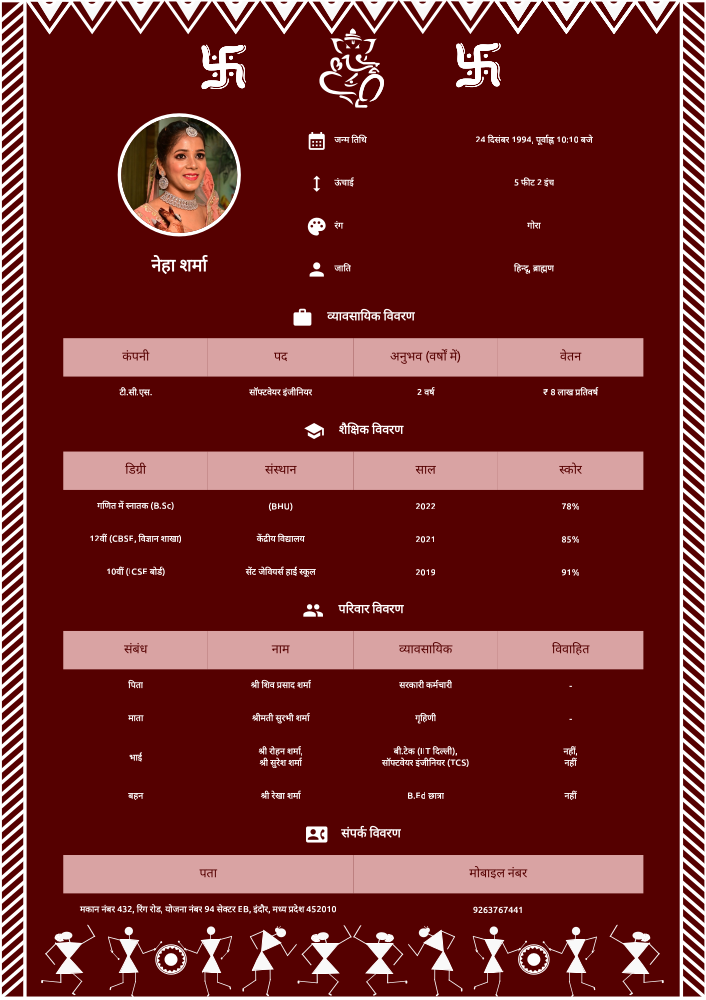 जन्म तिथि 24 दिसंबर 1994, पूर्वाह्न 10:10 बजे
ऊंचाई 5 फीट 2 इंच
रंग गोरा
जाति हिन्दू, ब्राह्मण
नेहा शर्मा
व्यावसायिक विवरण
कंपनी पद अनुभव (वर्षों में) वेतन
टी.सी.एस. सॉफ्टवेयर इंजीनियर 2 वर्ष ₹ 8 लाख प्रतिवर्ष
शैक्षिक विवरण
डिग्री संस्थान साल स्कोर
गणित में स्नातक (B.Sc) (BHU) 2022 78%
12वीं (CBSE, विज्ञान शाखा) केंद्रीय विद्यालय 2021 85%
10वीं (ICSE बोर्ड) सेंट जेवियर्स हाई स्कूल 2019 91%
परिवार विवरण
संबंध नाम व्यावसायिक विवाहित
पिता श्री शिव प्रसाद शर्मा सरकारी कर्मचारी -
माता श्रीमती सुरभी शर्मा गृहिणी -
भाई श्री रोहन शर्मा, बी.टेक (IIT दिल्ली), नहीं,
श्री सुरेश शर्मा सॉफ्टवेयर इंजीनियर (TCS) नहीं
बहन श्री रेखा शर्मा B.Ed छात्रा नहीं
संपर्क विवरण
पता मोबाइल नंबर
मकान नंबर 432, रिंग रोड, योजना नंबर 94 सेक्टर EB, इंदौर, मध्य प्रदेश 452010 9263767441